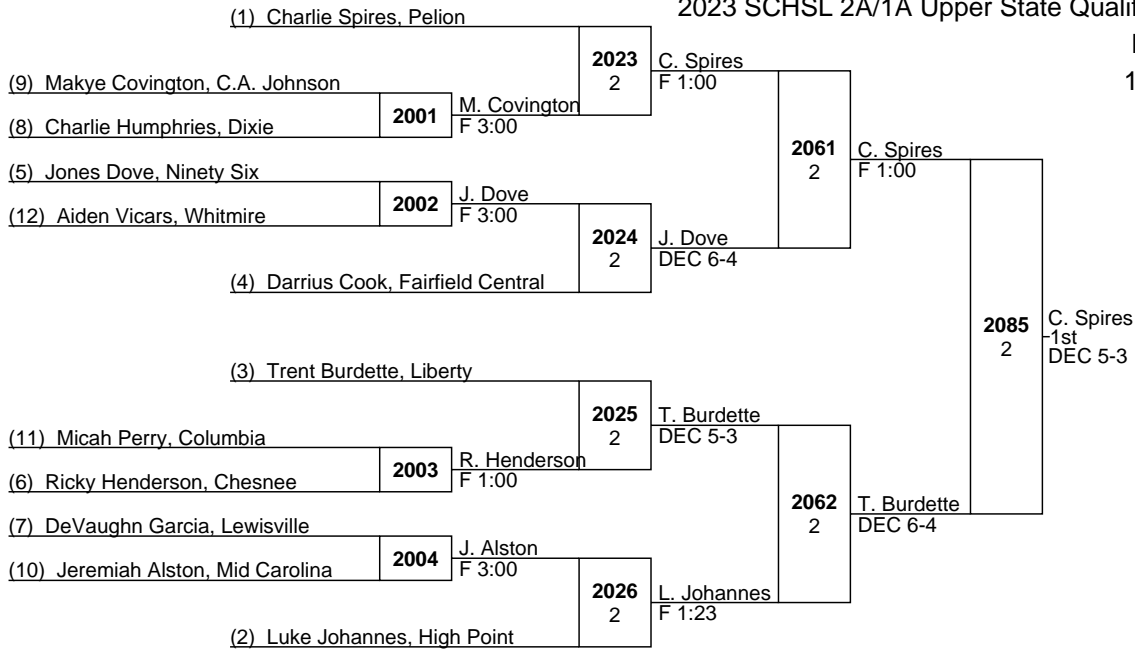 2023 SCHSL 2A/1A Upper State Qualif
(1) Charlie Spires, Pelion
2023
2
C. Spires
F 1:00
(9) Makye Covington, C.A. Johnson
2001
M. Covington
F 3:00
(8) Charlie Humphries, Dixie
2061
2
C. Spires
F 1:00
(5) Jones Dove, Ninety Six
2002
J. Dove
F 3:00
(12) Aiden Vicars, Whitmire
2024
2
J. Dove
DEC 6-4
(4) Darrius Cook, Fairfield Central
2085
2
C. Spires
1st
DEC 5-3
(3) Trent Burdette, Liberty
2025
2
T. Burdette
DEC 5-3
(11) Micah Perry, Columbia
2003
R. Henderson
F 1:00
(6) Ricky Henderson, Chesnee
2062
2
T. Burdette
DEC 6-4
(7) DeVaughn Garcia, Lewisville
2004
J. Alston
F 3:00
(10) Jeremiah Alston, Mid Carolina
2026
2
L. Johannes
F 1:23
(2) Luke Johannes, High Point